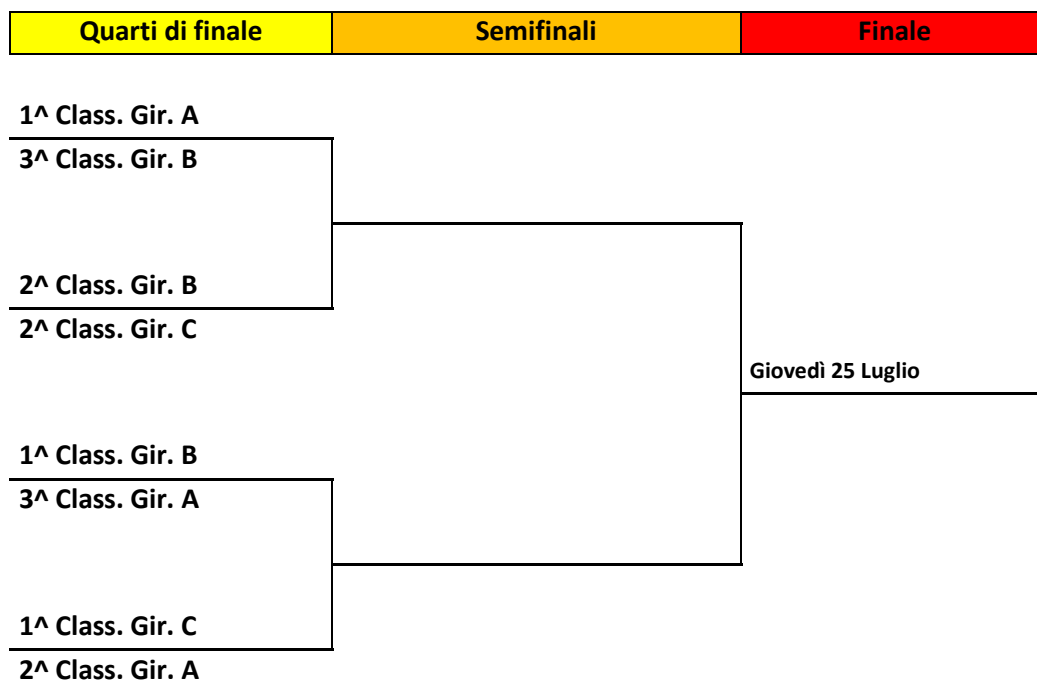 Quarti di finale Semifinali Finale
1^ Class. Gir. A
3^ Class. Gir. B
2^ Class. Gir. B
2^ Class. Gir. C
Giovedì 25 Luglio
1^ Class. Gir. B
3^ Class. Gir. A
1^ Class. Gir. C
2^ Class. Gir. A